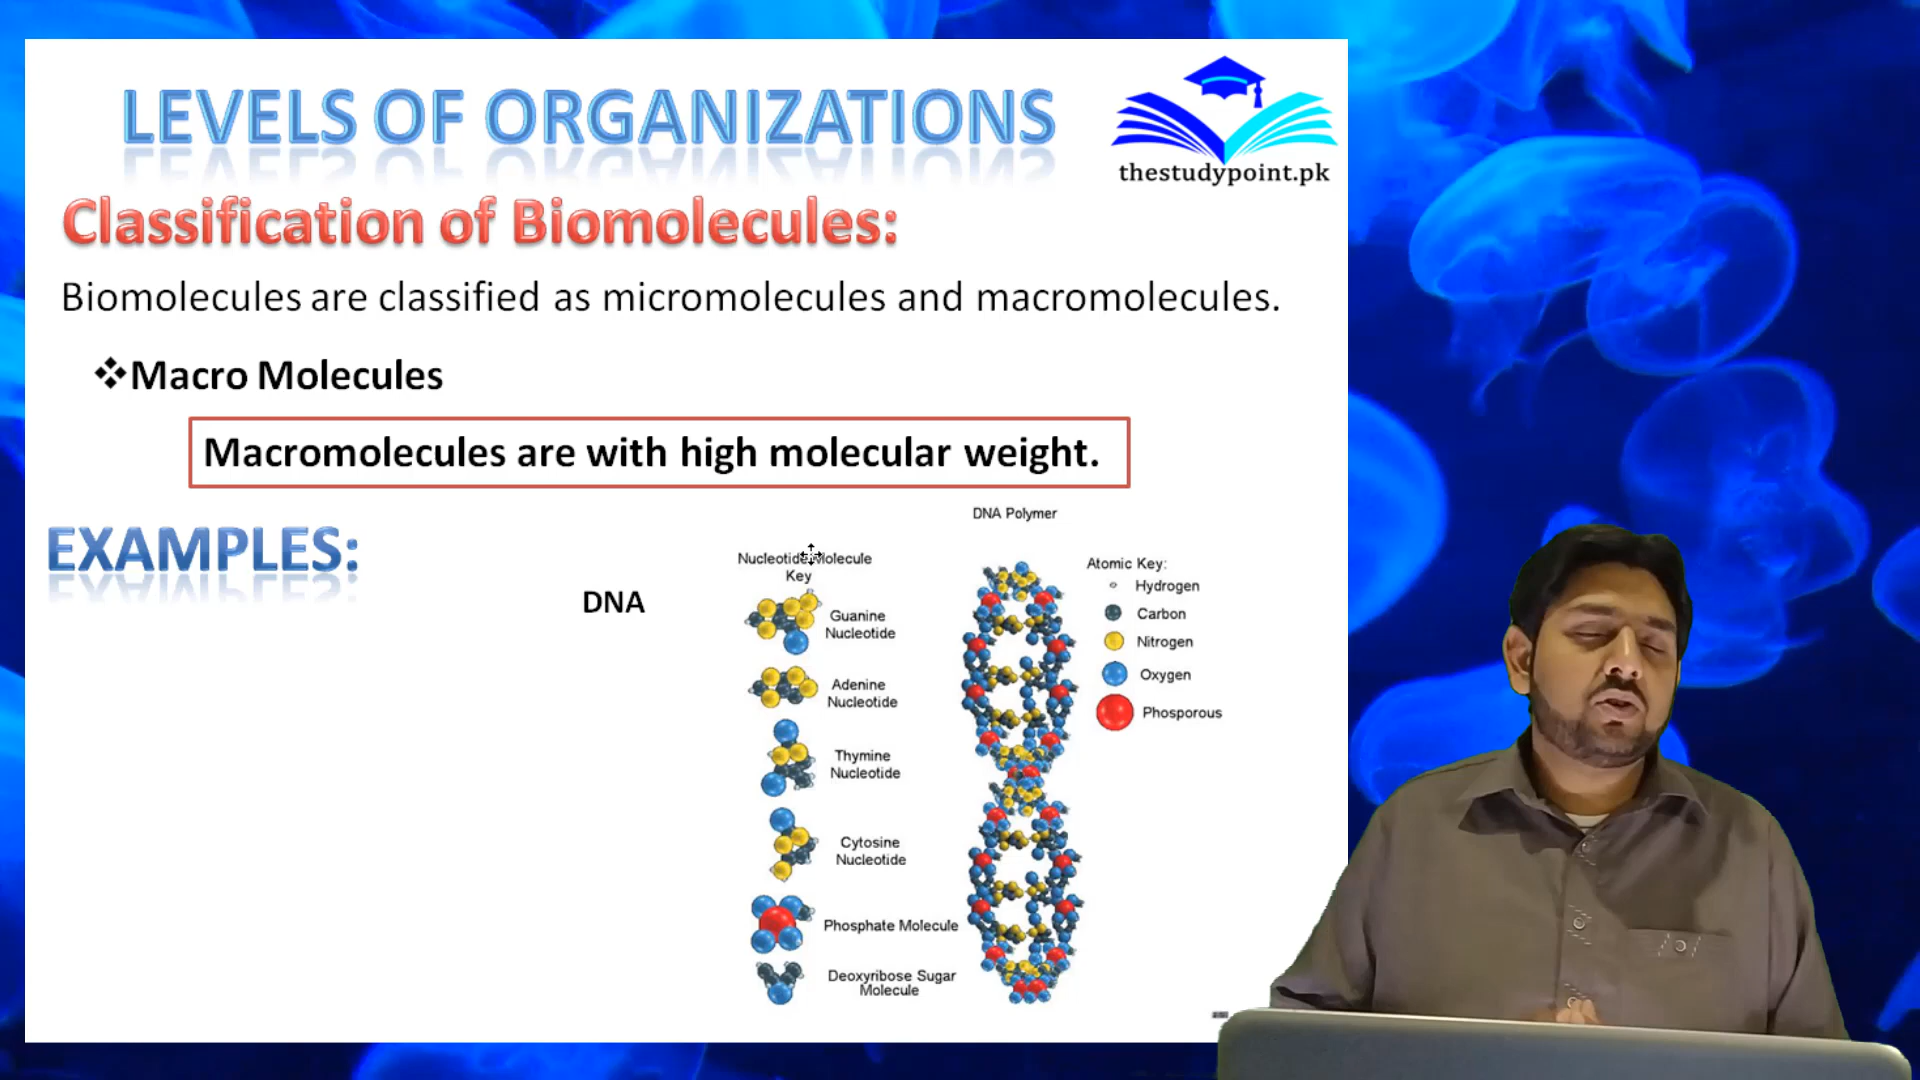 LEVELS OF ORGANIZATIONS
thestudypoint.pk
Classification of Biomolecules:
Biomolecules are classified as micromolecules and macromolecules.
❖Macro Molecules
Macromolecules are with high molecular weight.
EXAMPLES:
DNA
Nucleotide Molecule
Key
Guanine
Nucleotide
Adenine
Nucleotide
Thymine
Nucleotide
Cytosine
Nucleotide
Phosphate Molecule
Deoxyribose Sugar
Molecule
DNA Polymer
Atomic Key:
Hydrogen
Carbon
Nitrogen
Oxygen
Phosporous